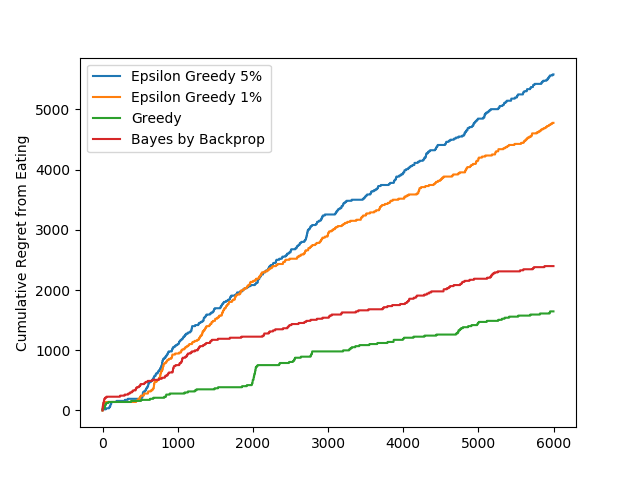 Epsilon Greedy 5%
Epsilon Greedy 1%
Greedy
Bayes by Backprop
Cumulative Regret from Eating
5000
4000
3000
2000
1000
0
0 1000 2000 3000 4000 5000 6000